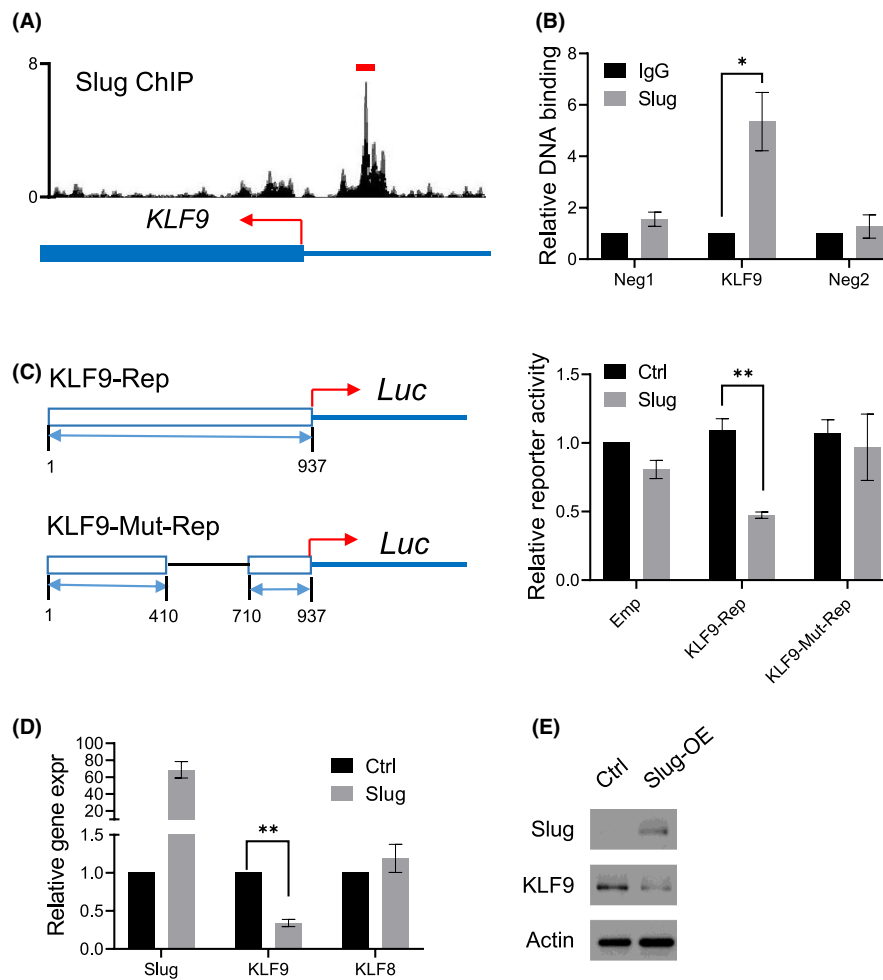 (A)
8
Slug ChIP
0
KLF9
(B)
Relative DNA binding
8
6
4
2
0
IgG
Slug
*
Neg1 KLF9 Neg2
(C)
KLF9-Rep
Luc
1 937
KLF9-Mut-Rep
Luc
1 410 710 937
Relative reporter activity
1.5
1.0
0.5
0.0
Ctrl
Slug
**
Emp
KLF9-Rep
KLF9-Mut-Rep
(D)
Relative gene expr
100
80
60
40
20
1.5
1.0
0.5
0.0
Ctrl
Slug
**
Slug KLF9 KLF8
(E)
Ctrl Slug-OE
Slug
KLF9
Actin